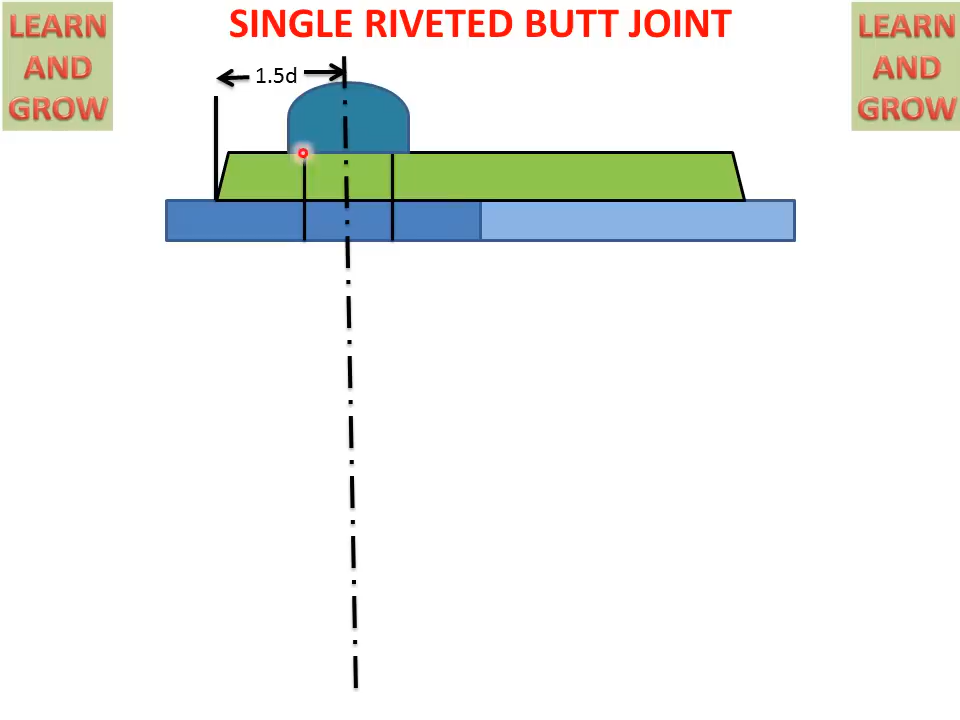 SINGLE RIVETED BUTT JOINT
LEARN
AND
GROW
LEARN
AND
GROW
1.5d